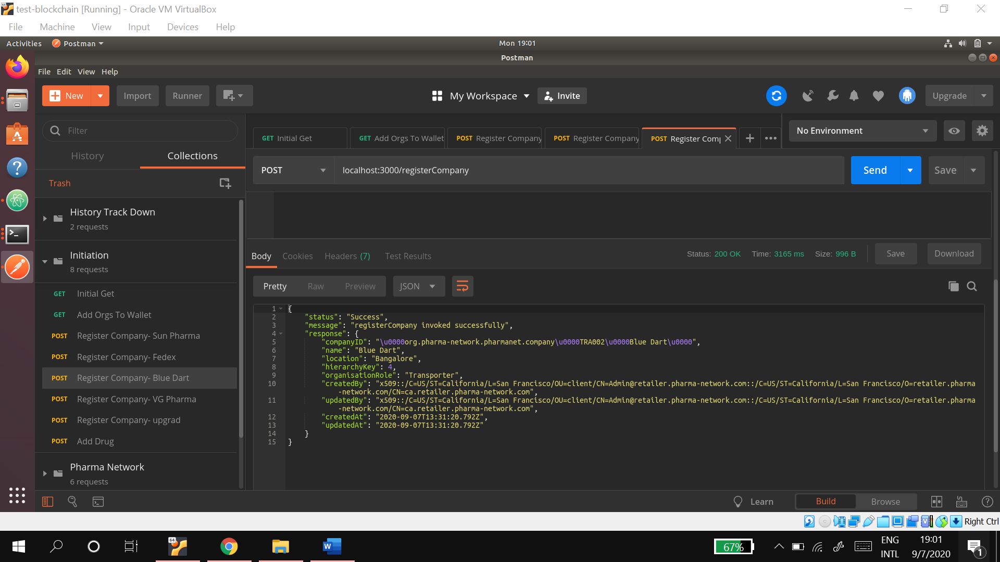 test-blockchain [Running] - Oracle VM VirtualBox
File Machine View Input Devices Help
Activities Postman Mon 19:01
Postman
File Edit View Help
New Import Runner My Workspace Invite Upgrade
Filter
History Collections
Trash
History Track Down
2 requests
Initiation
8 requests
GET Initial Get
GET Add Orgs To Wallet
POST Register Company- Sun Pharma
POST Register Company- Fedex
POST Register Company- Blue Dart
POST Register Company- VG Pharma
POST Register Company- upgrad
POST Add Drug
Pharma Network
6 requests
GET Initial Get GET Add Orgs To Wallet POST Register Company POST Register Company POST Register Comp
No Environment
POST localhost:3000/registerCompany Send Save
Body Cookies Headers (7) Test Results Status: 200 OK Time: 3165 ms Size: 996 B Save Download
Pretty Raw Preview JSON
1 {
2 "status": "Success",
3 "message": "registerCompany invoked successfully",
4 "response": {
5 "companyID": "\u0000org.pharma-network.pharmanet.company\u0000TRA002\u0000Blue Dart\u0000",
6 "name": "Blue Dart",
7 "location": "Bangalore",
8 "hierarchyKey": 4,
9 "organisationRole": "Transporter",
10 "createdBy": "x509::/C=US/ST=California/L=San Francisco/OU=client/CN=Admin@retailer.pharma-network.com::/C=US/ST=California/L=San Francisco/O=retailer.pharma
-network.com/CN=ca.retailer.pharma-network.com",
11 "updatedBy": "x509::/C=US/ST=California/L=San Francisco/OU=client/CN=Admin@retailer.pharma-network.com::/C=US/ST=California/L=San Francisco/O=retailer.pharma
-network.com/CN=ca.retailer.pharma-network.com",
12 "createdAt": "2020-09-07T13:31:20.792Z",
13 "updatedAt": "2020-09-07T13:31:20.792Z"
14 }
15 }
Learn Build Browse
Right Ctrl
64
W
67%
ENG
INTL
19:01
9/7/2020
1